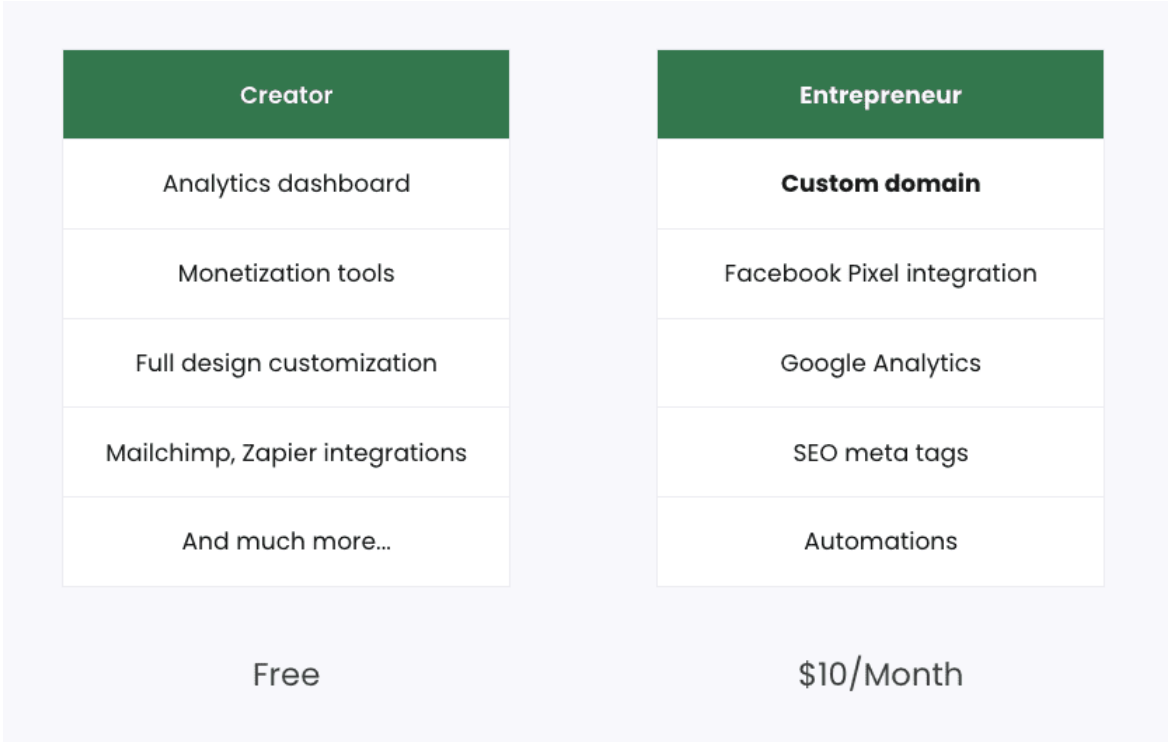 Creator
Analytics dashboard
Monetization tools
Full design customization
Mailchimp, Zapier integrations
And much more...
Free
Entrepreneur
Custom domain
Facebook Pixel integration
Google Analytics
SEO meta tags
Automations
$10/Month